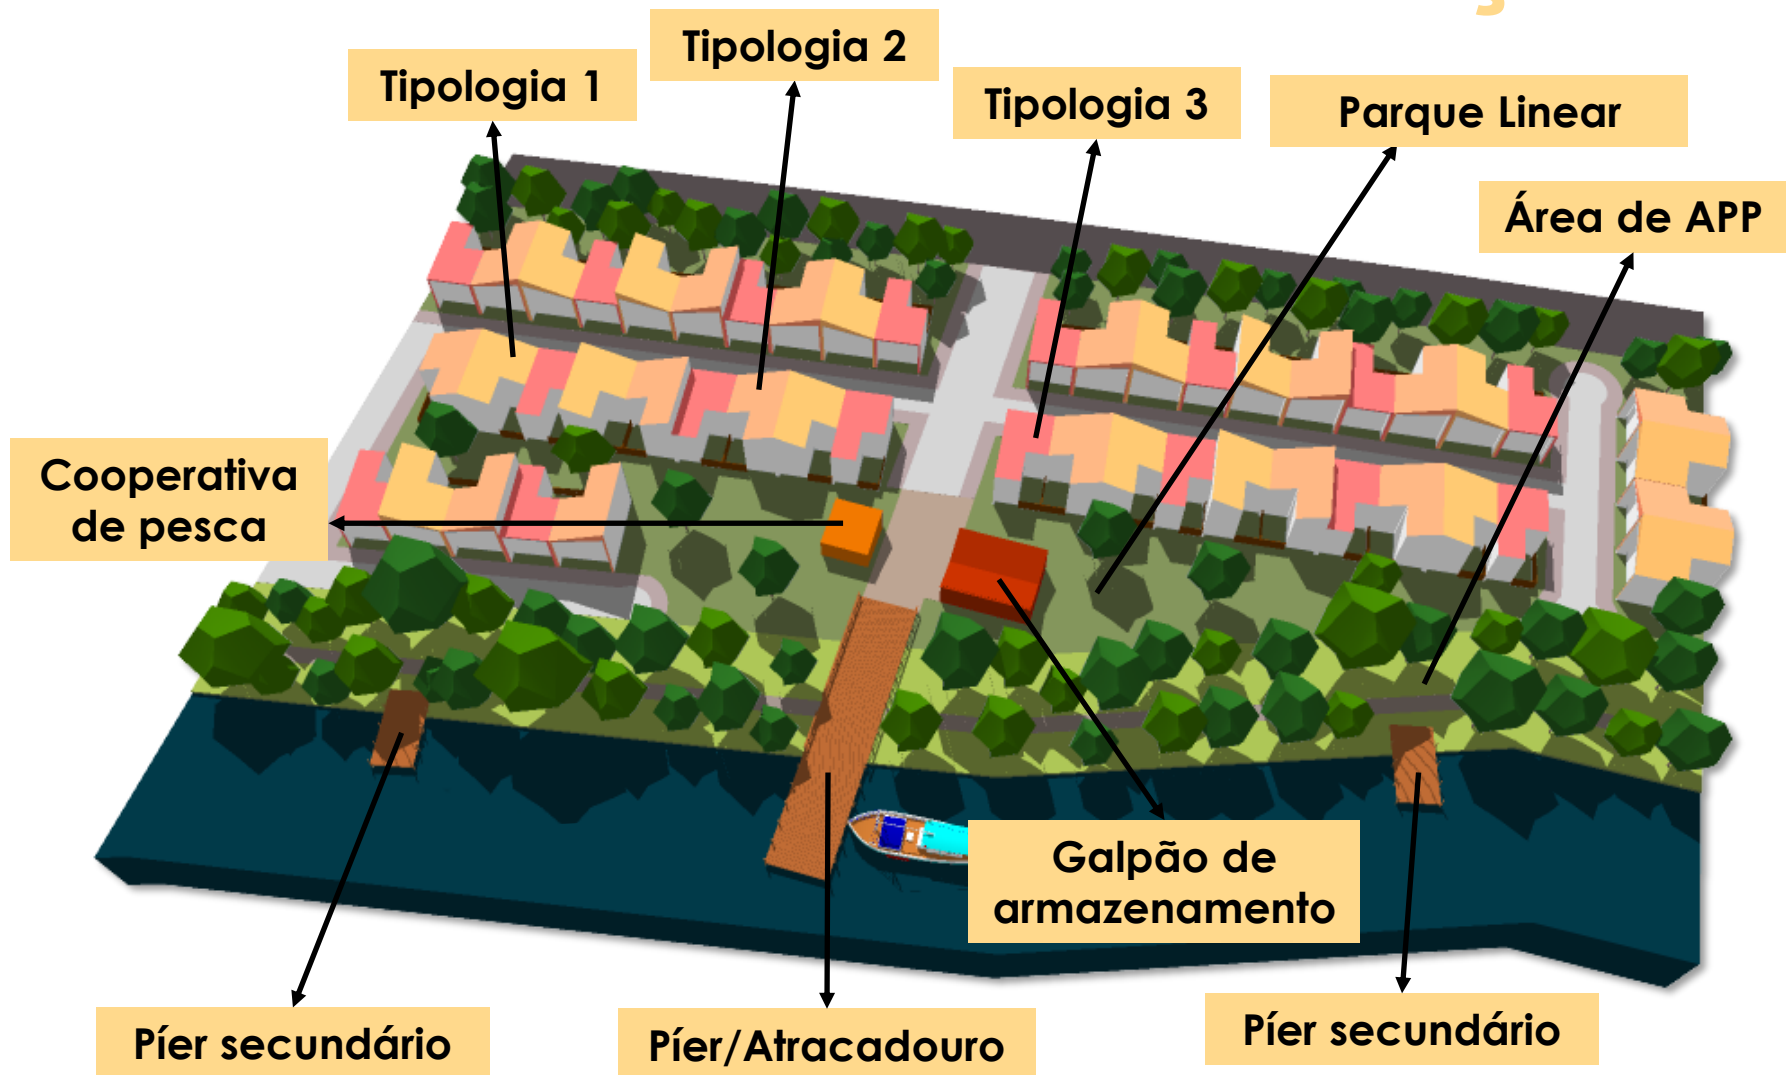 Tipologia 1
Tipologia 2
Tipologia 3
Parque Linear
Área de APP
Cooperativa
de pesca
Galpão de
armazenamento
Píer secundário
Píer/Atracadouro
Píer secundário